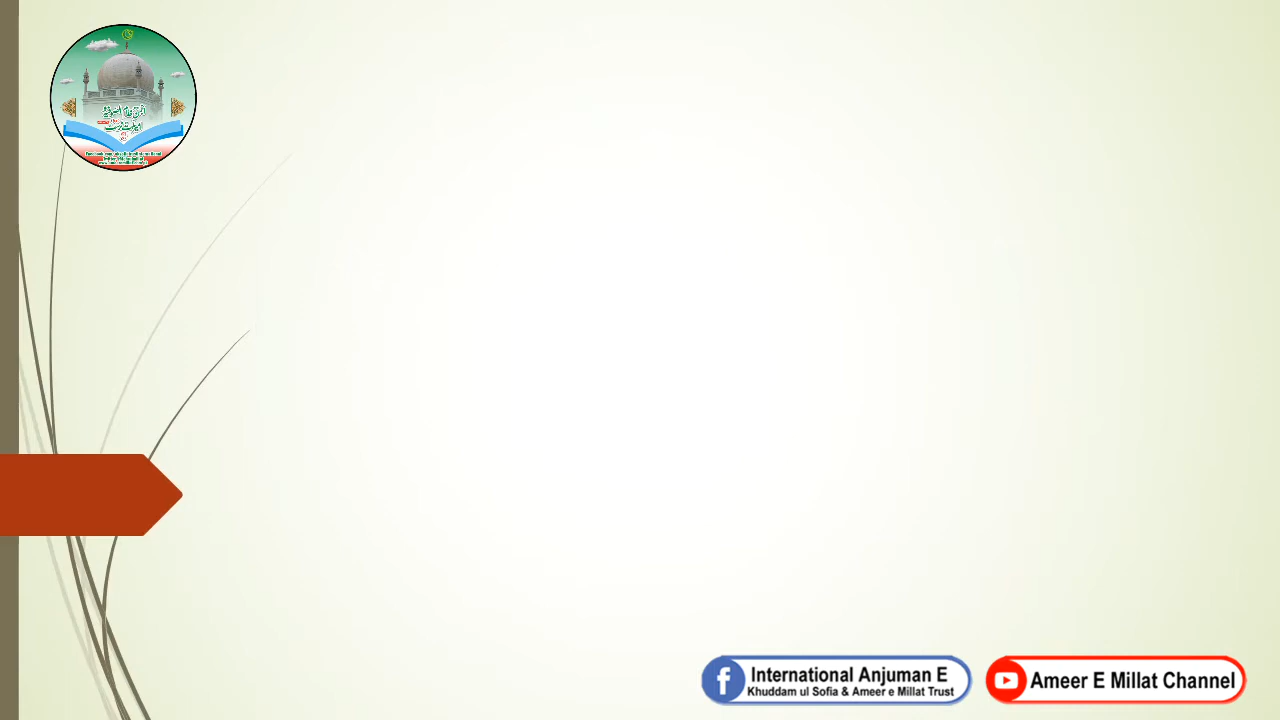 International Anjuman E
Khuddam ul Sofia & Ameer e Millat Trust
Ameer E Millat Channel